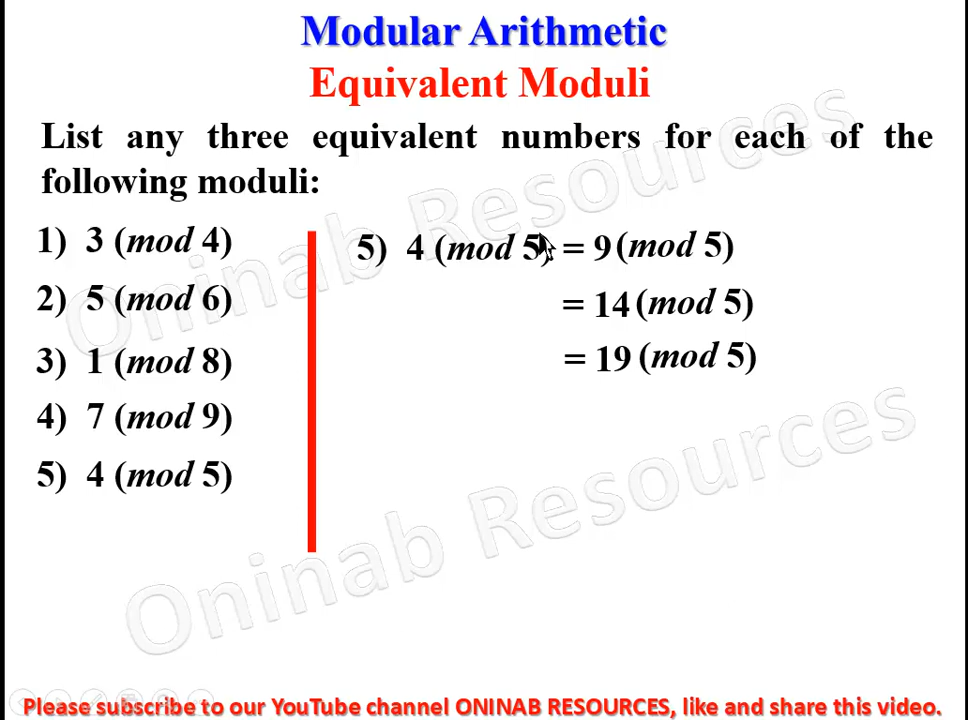 Modular Arithmetic
Equivalent Moduli
List any three equivalent numbers for each of the
following moduli:
1) 3 (mod 4)
2) 5 (mod 6)
3) 1 (mod 8)
4) 7 (mod 9)
5) 4 (mod 5)
5) 4 (mod 5) = 9 (mod 5)
= 14 (mod 5)
= 19 (mod 5)
Oninab Resources
Oninab Resources
Please subscribe to our YouTube channel ONINAB RESOURCES, like and share this video.